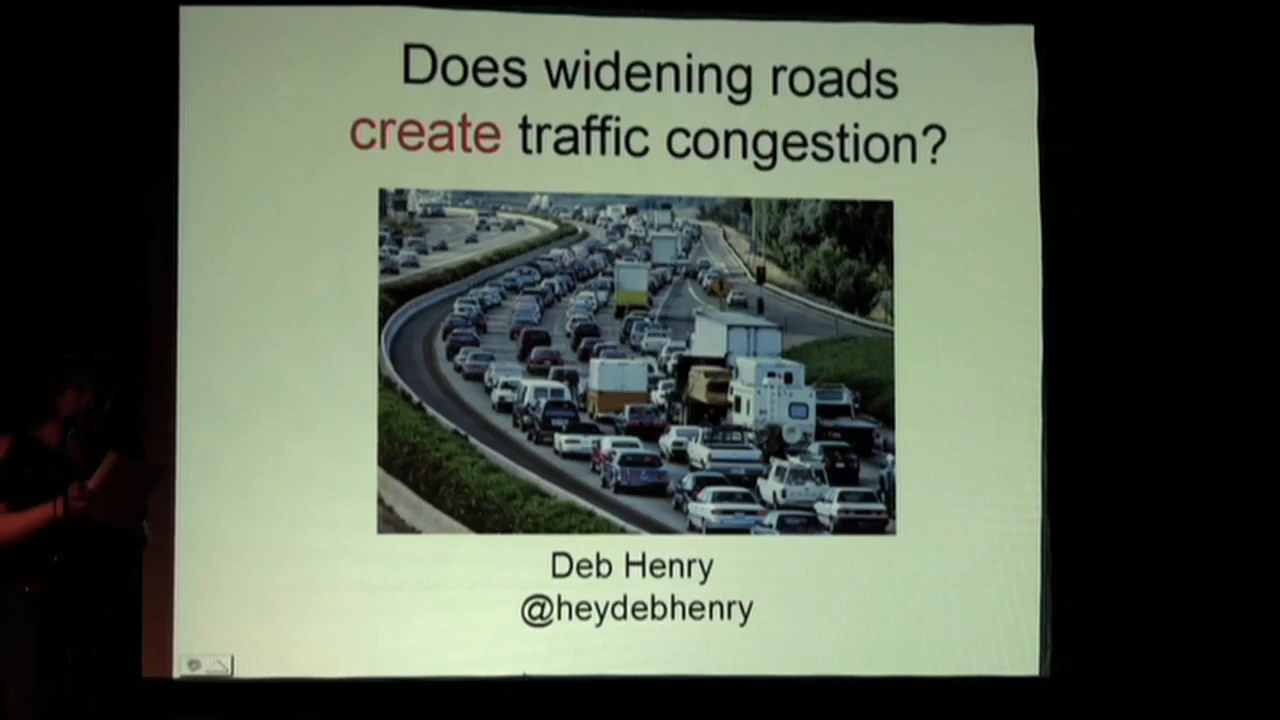 Does widening roads
create traffic congestion?
Deb Henry
@heydebhenry